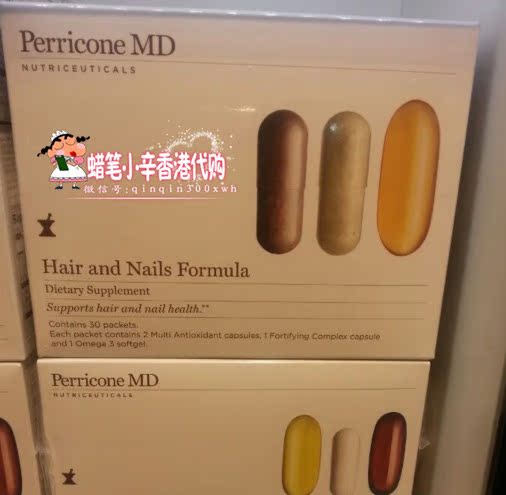 Perricone MD
NUTRICEUTICALS
蜡笔小辛香港代购
微信号:qinqin300xwh
Hair and Nails Formula
Dietary Supplement
Supports hair and nail health.**
Contains 30 packets.
Each packet contains 2 Multi Antioxidant capsules, 1 Fortifying Complex capsule
and 1 Omega 3 softgel.
Perricone MD
NUTRICEUTICALS